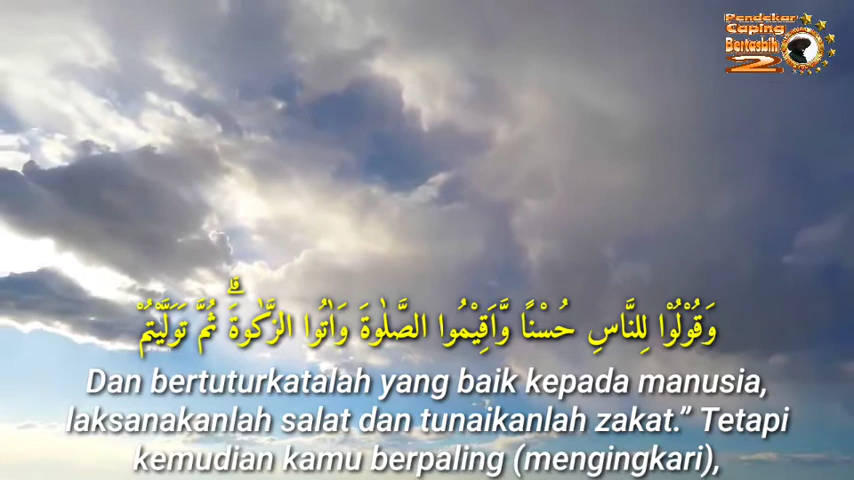 Pendekar
Caping
Bertasbih
2
وَقُوْلُوْا لِلنَّاسِ حُسْنًا وَّاَقِيْمُوا الصَّلٰوةَ وَاٰتُوا الزَّكٰوةَۗ ثُمَّ تَوَلَّيْتُمْ
Dan bertuturkatalah yang baik kepada manusia,
laksanakanlah salat dan tunaikanlah zakat.” Tetapi
kemudian kamu berpaling (mengingkari),